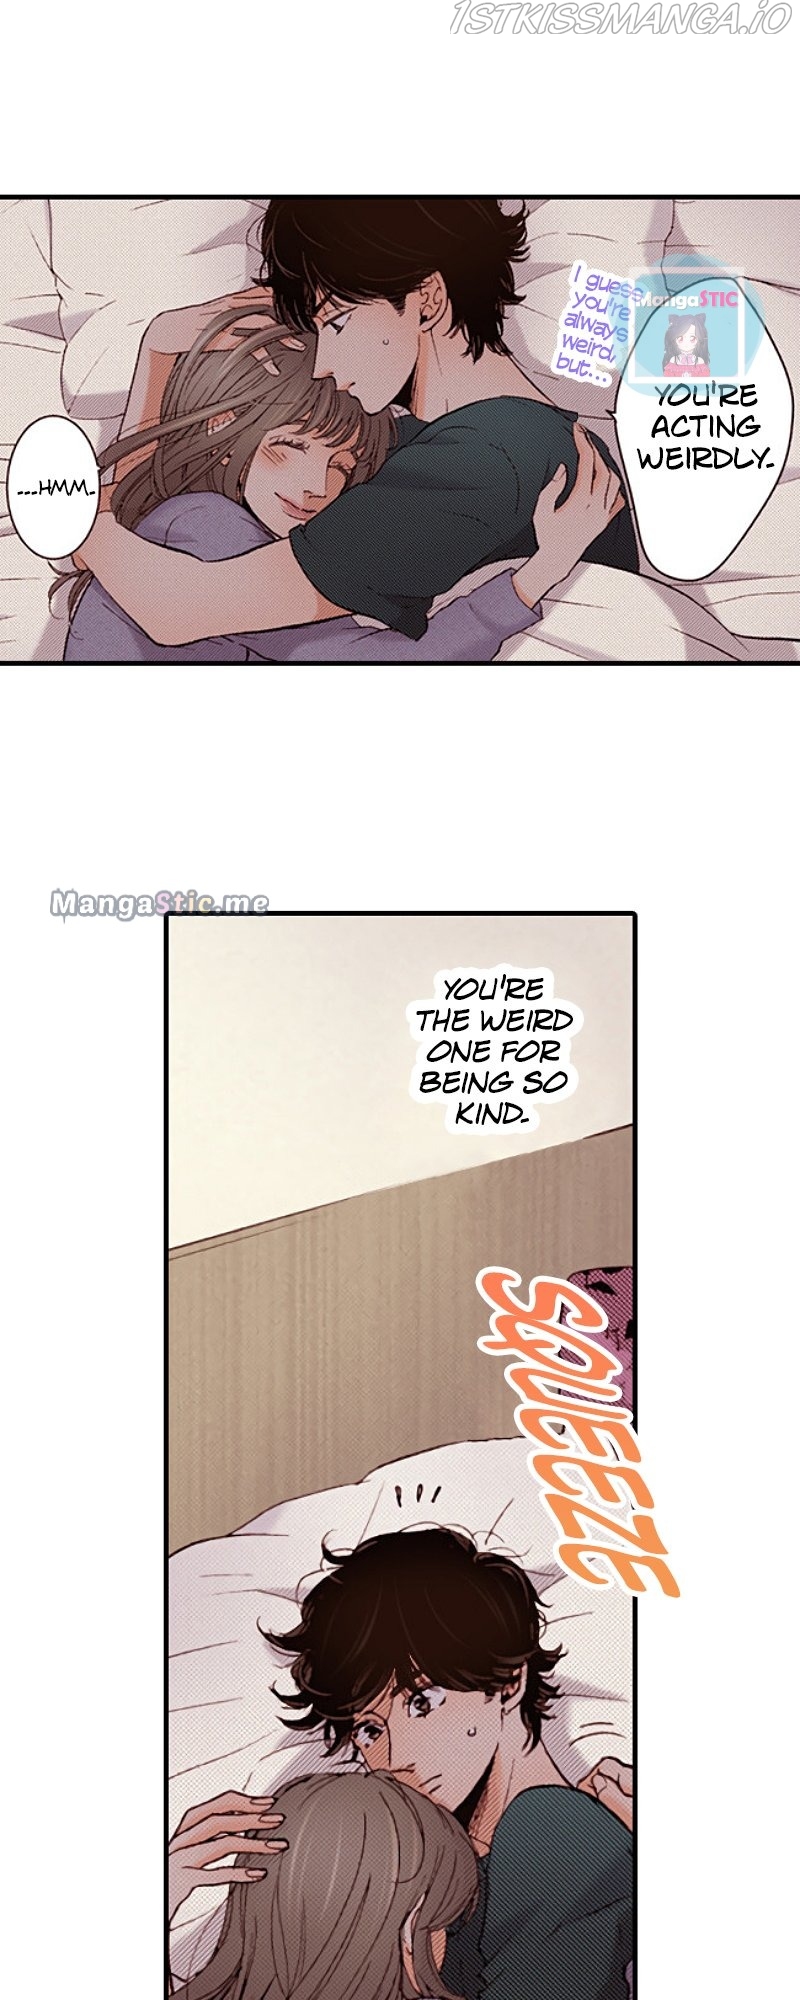 1STKISSMANGA.IO
I guess
you're
always
weird,
but...
MangaSTIC
YOU'RE
ACTING
WEIRDLY.
...HMM.
MangaStic.me
YOU'RE
THE WEIRD
ONE FOR
BEING SO
KIND.
SQUEEZE